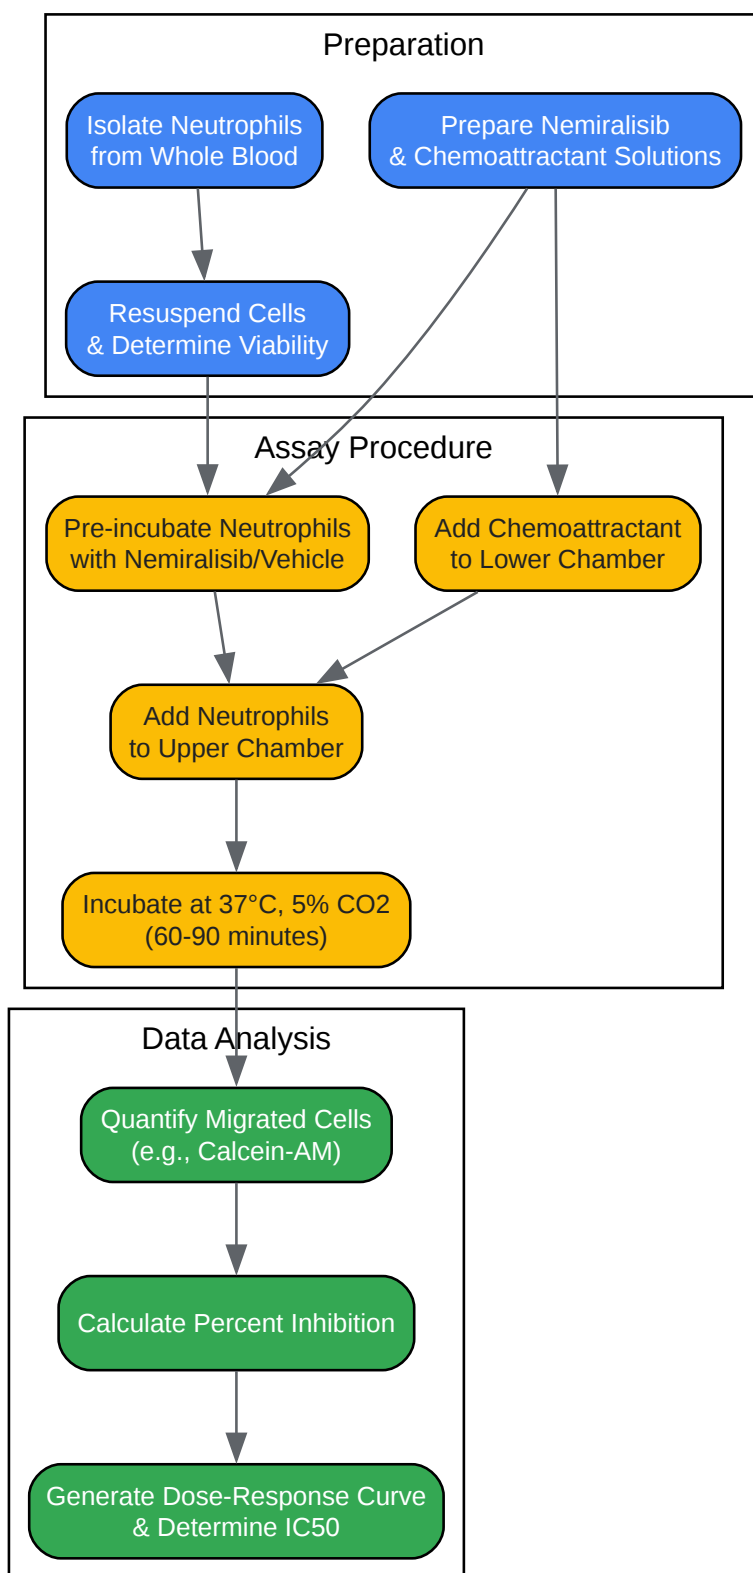 Preparation
Isolate Neutrophils
from Whole Blood
Prepare Nemiralisib
& Chemoattractant Solutions
Resuspend Cells
& Determine Viability
Assay Procedure
Pre-incubate Neutrophils
with Nemiralisib/Vehicle
Add Chemoattractant
to Lower Chamber
Add Neutrophils
to Upper Chamber
Incubate at 37°C, 5% CO2
(60-90 minutes)
Data Analysis
Quantify Migrated Cells
(e.g., Calcein-AM)
Calculate Percent Inhibition
Generate Dose-Response Curve
& Determine IC50